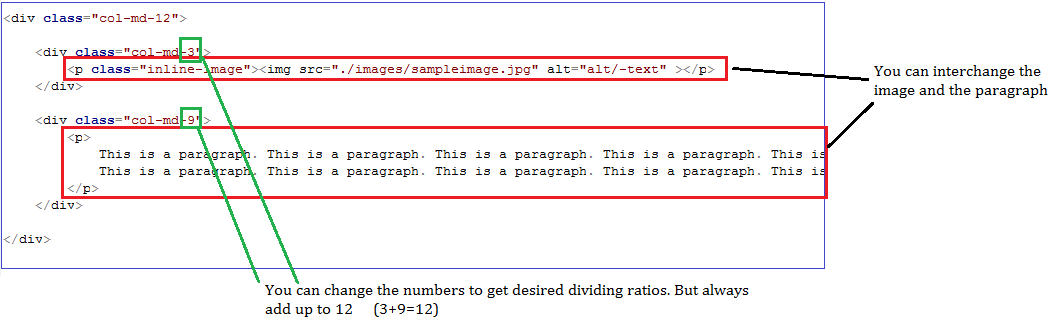 <div class="col-md-12">
<div class="col-md-3">
<p class="inline-image"><img src="./images/sampleimage.jpg" alt="alt/-text" ></p>
</div>
You can interchange the
image and the paragraph
<div class="col-md-9">
<p>
This is a paragraph. This is a paragraph. This is a paragraph. This is a paragraph. This is
This is a paragraph. This is a paragraph. This is a paragraph. This is a paragraph. This is
</p>
</div>
</div>
You can change the numbers to get desired dividing ratios. But always
add up to 12 (3+9=12)